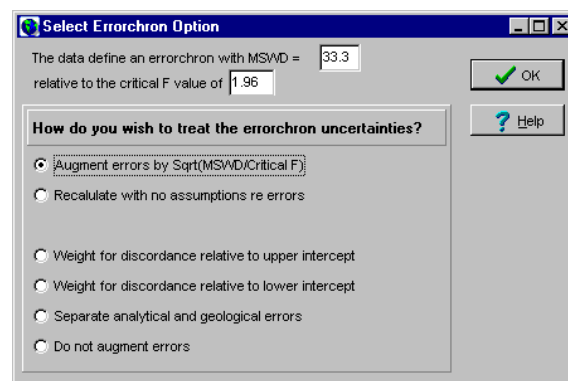 Select Errorchron Option
The data define an errorchron with MSWD = 33.3
relative to the critical F value of 1.96
OK
Help
How do you wish to treat the errorchron uncertainties?
Augment errors by Sqrt(MSWD/Critical F)
Recalulate with no assumptions re errors
Weight for discordance relative to upper intercept
Weight for discordance relative to lower intercept
Separate analytical and geological errors
Do not augment errors